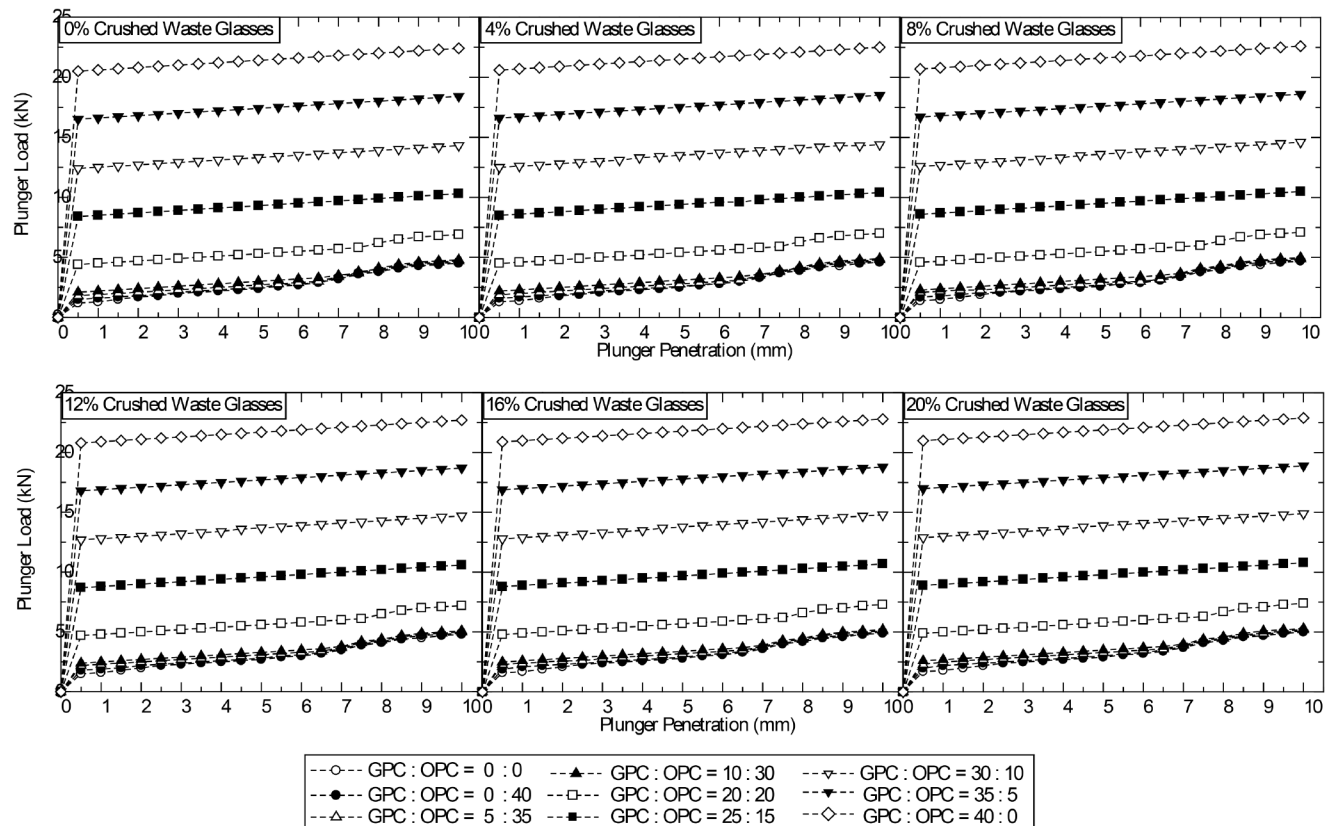 0% Crushed Waste Glasses
4% Crushed Waste Glasses
8% Crushed Waste Glasses
25
20
15
10
5
0
Plunger Load (kN)
0 1 2 3 4 5 6 7 8 9 10
0 1 2 3 4 5 6 7 8 9 10
0 1 2 3 4 5 6 7 8 9 10
Plunger Penetration (mm)
12% Crushed Waste Glasses
16% Crushed Waste Glasses
20% Crushed Waste Glasses
25
20
15
10
5
0
Plunger Load (kN)
0 1 2 3 4 5 6 7 8 9 10
0 1 2 3 4 5 6 7 8 9 10
0 1 2 3 4 5 6 7 8 9 10
Plunger Penetration (mm)
GPC : OPC = 0 : 0
GPC : OPC = 10 : 30
GPC : OPC = 30 : 10
GPC : OPC = 0 : 40
GPC : OPC = 20 : 20
GPC : OPC = 35 : 5
GPC : OPC = 5 : 35
GPC : OPC = 25 : 15
GPC : OPC = 40 : 0